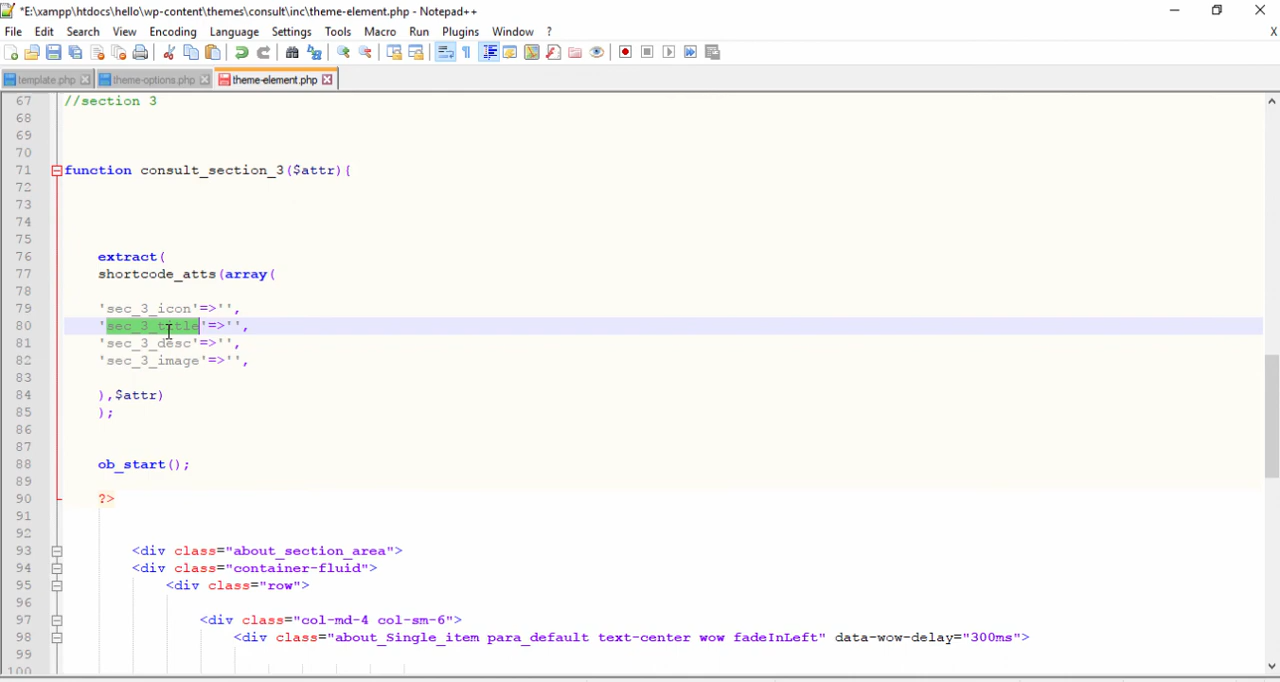 *E:\xampp\htdocs\hello\wp-content\themes\consult\inc\theme-element.php - Notepad++
File Edit Search View Encoding Language Settings Tools Macro Run Plugins Window ? X
template.php theme-options.php theme-element.php
67 //section 3
68
69
70
71 function consult_section_3($attr){
72
73
74
75
76 extract(
77 shortcode_atts(array(
78
79 'sec_3_icon'=>'',
80 'sec_3_title'=>'',
81 'sec_3_desc'=>'',
82 'sec_3_image'=>'',
83
84 ),$attr)
85 );
86
87
88 ob_start();
89
90 ?>
91
92
93 <div class="about_section_area">
94 <div class="container-fluid">
95 <div class="row">
96
97 <div class="col-md-4 col-sm-6">
98 <div class="about_Single_item para_default text-center wow fadeInLeft" data-wow-delay="300ms">
99
100